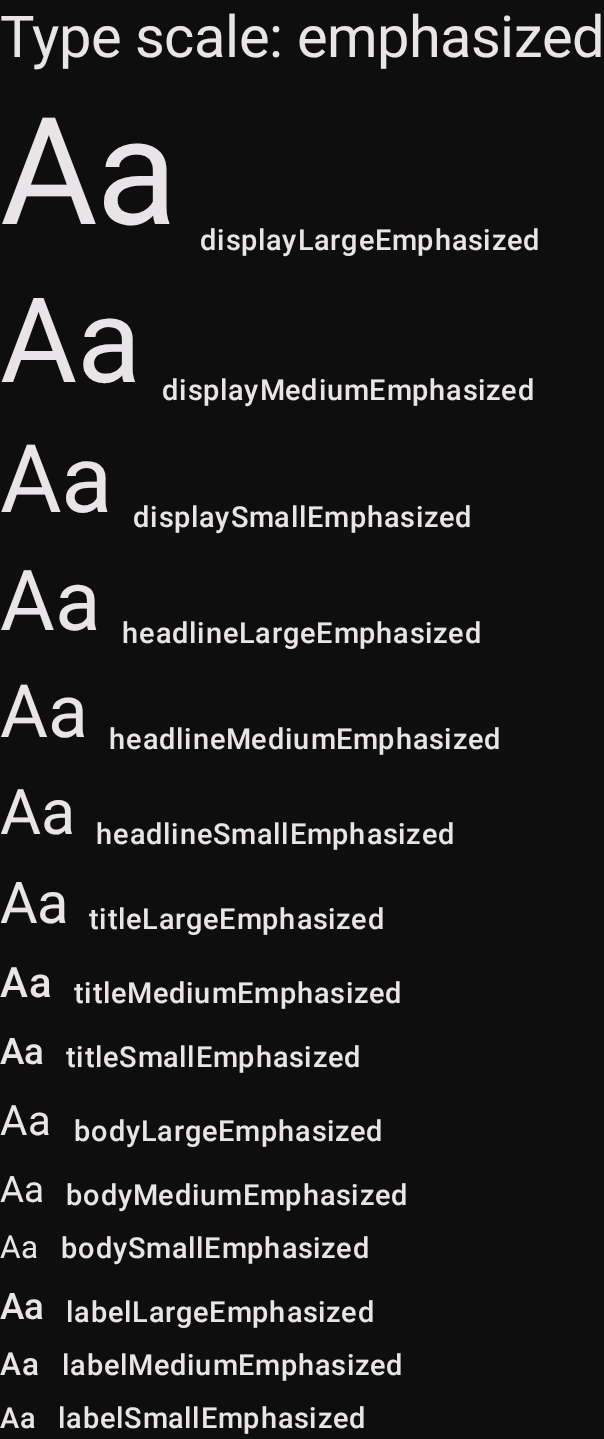 Type scale: emphasized
Aa displayLargeEmphasized
Aa displayMediumEmphasized
Aa displaySmallEmphasized
Aa headlineLargeEmphasized
Aa headlineMediumEmphasized
Aa headlineSmallEmphasized
Aa titleLargeEmphasized
Aa titleMediumEmphasized
Aa titleSmallEmphasized
Aa bodyLargeEmphasized
Aa bodyMediumEmphasized
Aa bodySmallEmphasized
Aa labelLargeEmphasized
Aa labelMediumEmphasized
Aa labelSmallEmphasized